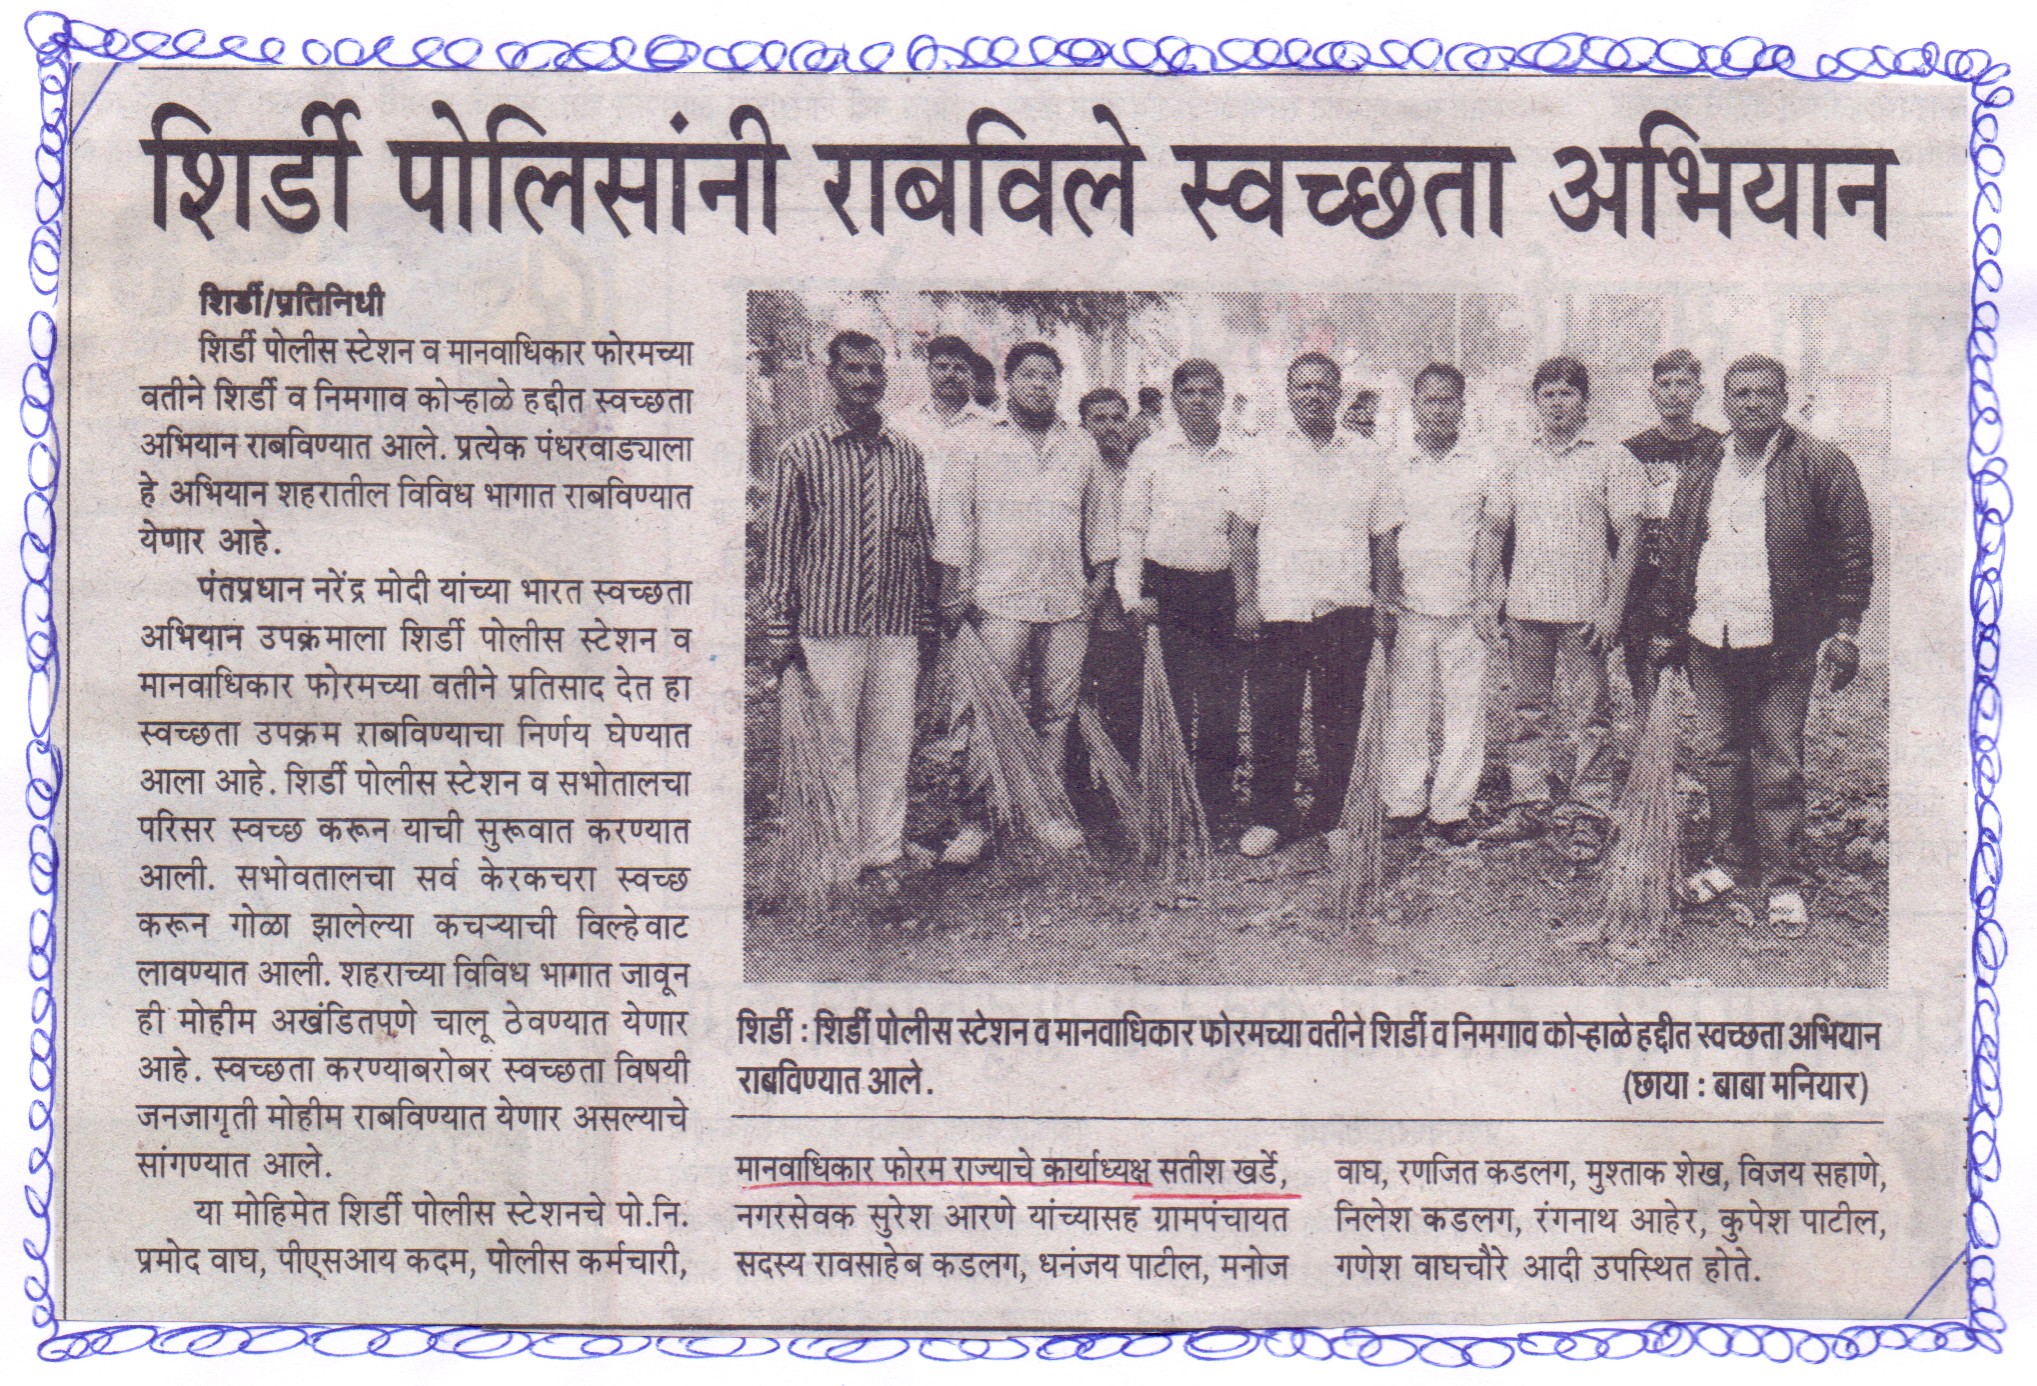 शिर्डी पोलिसांनी राबविले स्वच्छता अभियान
शिर्डी/प्रतिनिधी
शिर्डी पोलीस स्टेशन व मानवाधिकार फोरमच्या
वतीने शिर्डी व निमगाव कोऱ्हाळे हद्दीत स्वच्छता
अभियान राबविण्यात आले. प्रत्येक पंधरवाड्याला
हे अभियान शहरातील विविध भागात राबविण्यात
येणार आहे.
पंतप्रधान नरेंद्र मोदी यांच्या भारत स्वच्छता
अभियान उपक्रमाला शिर्डी पोलीस स्टेशन व
मानवाधिकार फोरमच्या वतीने प्रतिसाद देत हा
स्वच्छता उपक्रम राबविण्याचा निर्णय घेण्यात
आला आहे. शिर्डी पोलीस स्टेशन व सभोतालचा
परिसर स्वच्छ करून याची सुरूवात करण्यात
आली. सभोवतालचा सर्व केरकचरा स्वच्छ
करून गोळा झालेल्या कचऱ्याची विल्हेवाट
लावण्यात आली. शहराच्या विविध भागात जावून
ही मोहीम अखंडितपणे चालू ठेवण्यात येणार
आहे. स्वच्छता करण्याबरोबर स्वच्छता विषयी
जनजागृती मोहीम राबविण्यात येणार असल्याचे
सांगण्यात आले.
या मोहिमेत शिर्डी पोलीस स्टेशनचे पो.नि.
प्रमोद वाघ, पीएसआय कदम, पोलीस कर्मचारी,
शिर्डी : शिर्डी पोलीस स्टेशन व मानवाधिकार फोरमच्या वतीने शिर्डी व निमगाव कोऱ्हाळे हद्दीत स्वच्छता अभियान
राबविण्यात आले. (छाया : बाबा मनियार)
मानवाधिकार फोरम राज्याचे कार्याध्यक्ष सतीश खर्डे,
नगरसेवक सुरेश आरणे यांच्यासह ग्रामपंचायत
सदस्य रावसाहेब कडलग, धनंजय पाटील, मनोज
वाघ, रणजित कडलग, मुश्ताक शेख, विजय सहाणे,
निलेश कडलग, रंगनाथ आहेर, कुपेश पाटील,
गणेश वाघचौरे आदी उपस्थित होते.